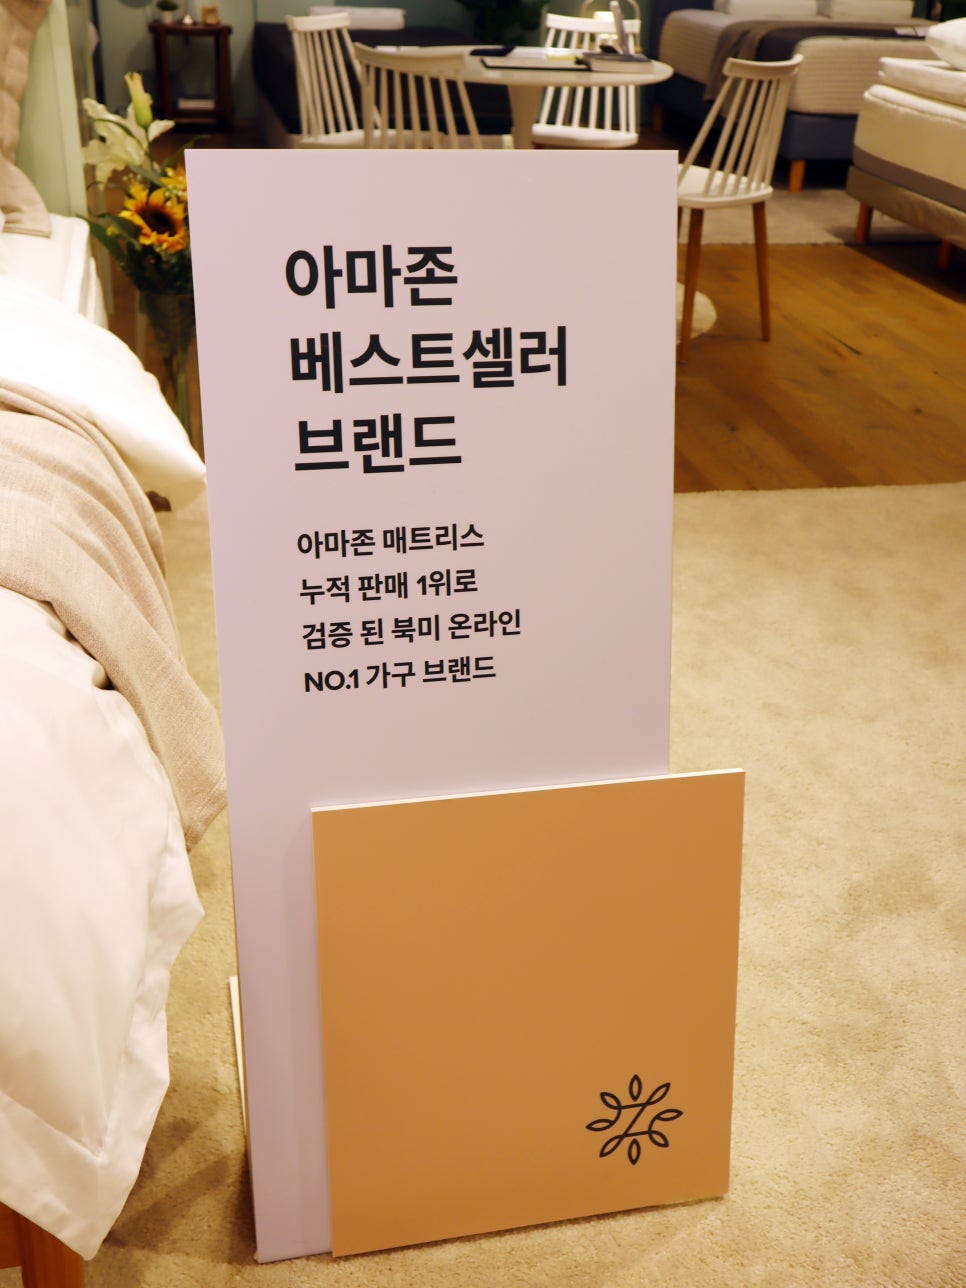 아마존
베스트셀러
브랜드
아마존 매트리스
누적 판매 1위로
검증 된 북미 온라인
NO.1 가구 브랜드